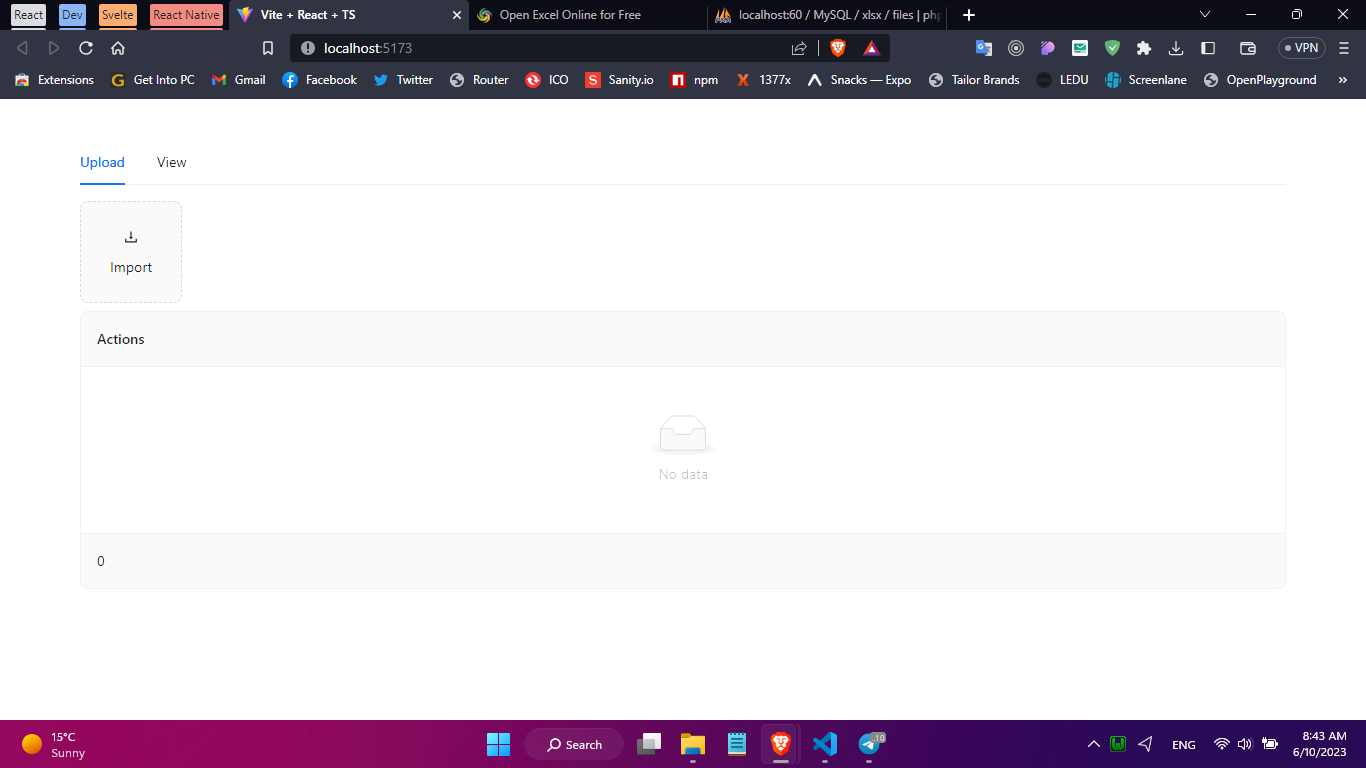 React
Dev
Svelte
React Native
Vite + React + TS
Open Excel Online for Free
localhost:60 / MySQL / xlsx / files | php
localhost:5173
VPN
Extensions
Get Into PC
Gmail
Facebook
Twitter
Router
ICO
Sanity.io
npm
1377x
Snacks — Expo
Tailor Brands
LEDU
Screenlane
OpenPlayground
Upload
View
Import
Actions
No data
0
15°C
Sunny
Search
10
ENG
8:43 AM
6/10/2023